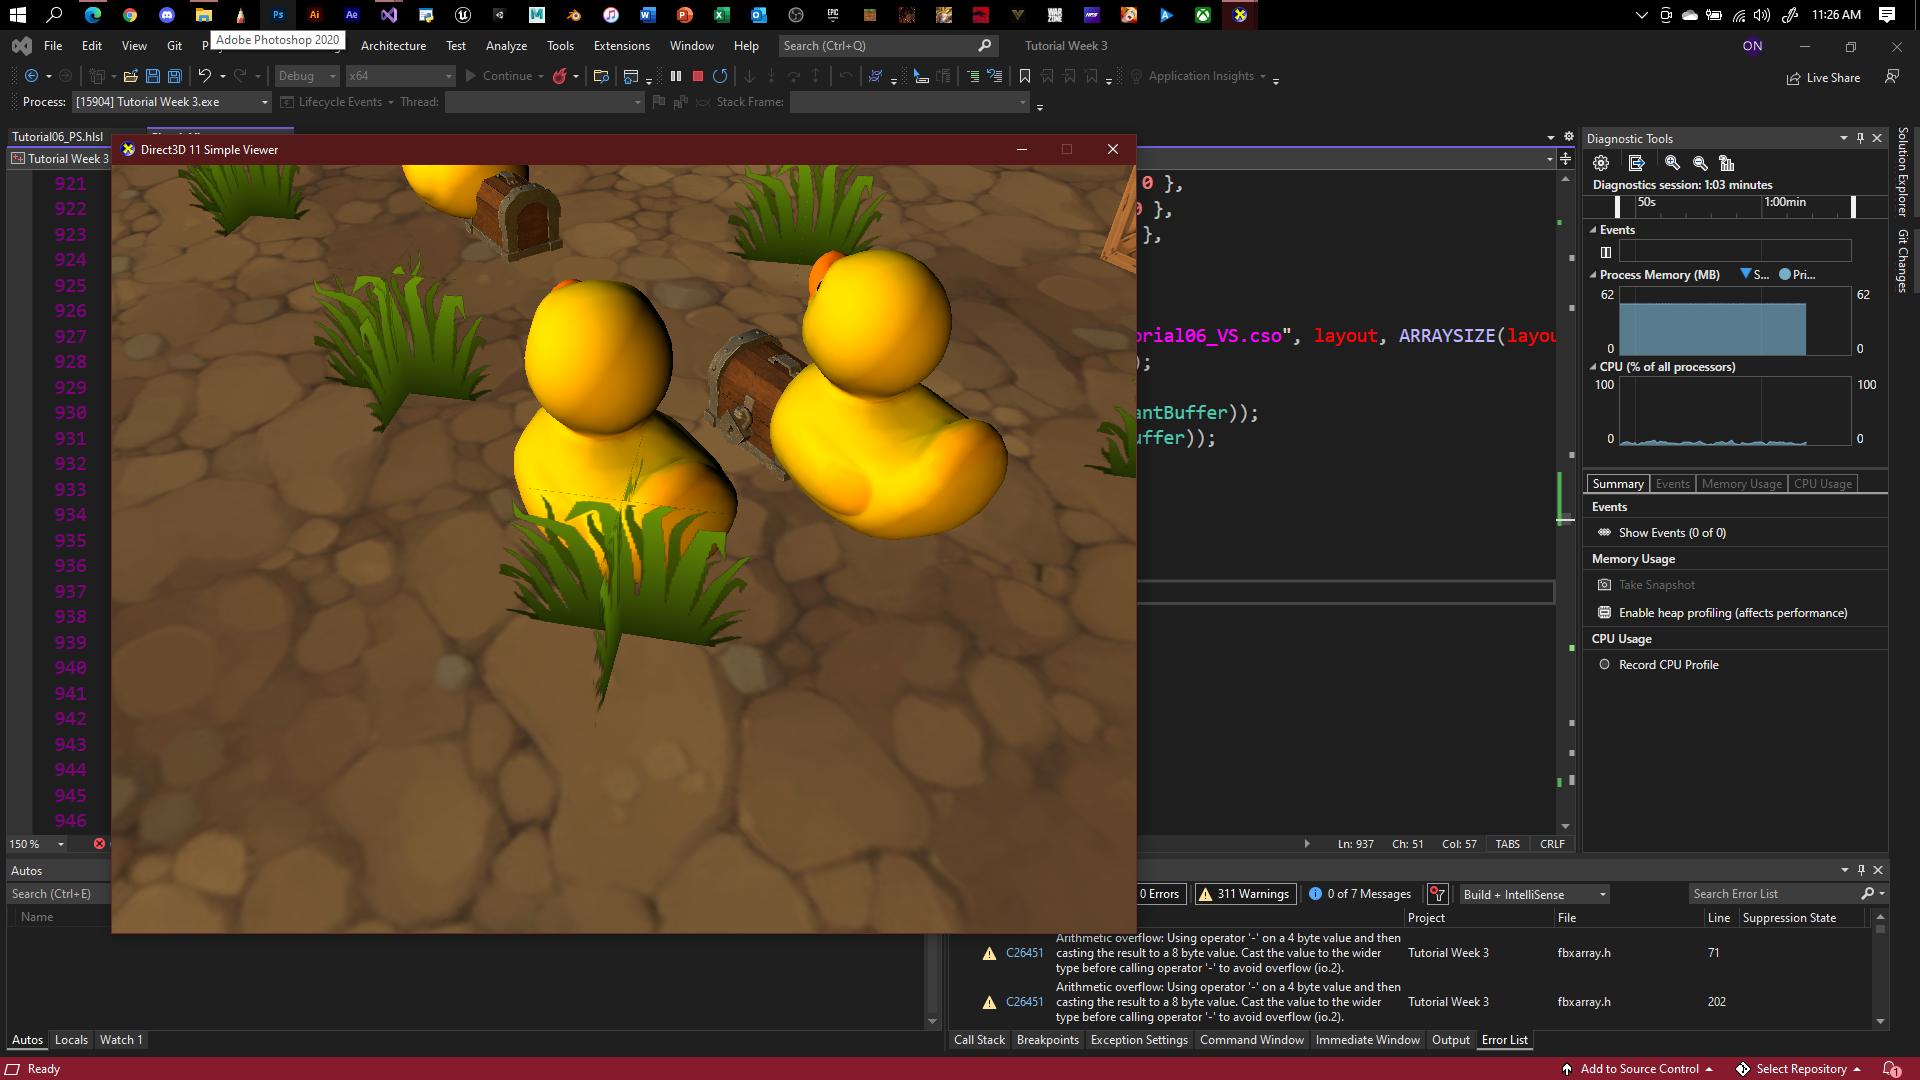 Ps
Ai
Ae
EPIC
WAR ZONE
11:26 AM
File
Edit
View
Git
Adobe Photoshop 2020
Architecture
Test
Analyze
Tools
Extensions
Window
Help
Search (Ctrl+Q)
Tutorial Week 3
ON
Debug
x64
Continue
Application Insights
Live Share
Process:
[15904] Tutorial Week 3.exe
Lifecycle Events
Thread:
Stack Frame:
Tutorial06_PS.hlsl
Tutorial Week 3
Direct3D 11 Simple Viewer
921
922
923
924
925
926
927
928
929
930
931
932
933
934
935
936
937
938
939
940
941
942
943
944
945
946
0 },
},
},
orial06_VS.cso", layout, ARRAYSIZE(layou
);
antBuffer));
uffer));
Diagnostic Tools
Diagnostics session: 1:03 minutes
50s
1:00min
Events
Process Memory (MB)
S...
Pri...
62
62
0
0
CPU (% of all processors)
100
100
0
0
Summary
Events
Memory Usage
CPU Usage
Events
Show Events (0 of 0)
Memory Usage
Take Snapshot
Enable heap profiling (affects performance)
CPU Usage
Record CPU Profile
Solution Explorer
Git Changes
150 %
Ln: 937
Ch: 51
Col: 57
TABS
CRLF
Autos
Search (Ctrl+E)
Name
0 Errors
311 Warnings
0 of 7 Messages
Build + IntelliSense
Search Error List
Project
File
Line
Suppression State
C26451
Arithmetic overflow: Using operator '-' on a 4 byte value and then
casting the result to a 8 byte value. Cast the value to the wider
type before calling operator '-' to avoid overflow (io.2).
Tutorial Week 3
fbxarray.h
71
C26451
Arithmetic overflow: Using operator '-' on a 4 byte value and then
casting the result to a 8 byte value. Cast the value to the wider
type before calling operator '-' to avoid overflow (io.2).
Tutorial Week 3
fbxarray.h
202
Autos
Locals
Watch 1
Call Stack
Breakpoints
Exception Settings
Command Window
Immediate Window
Output
Error List
Ready
Add to Source Control
Select Repository
1